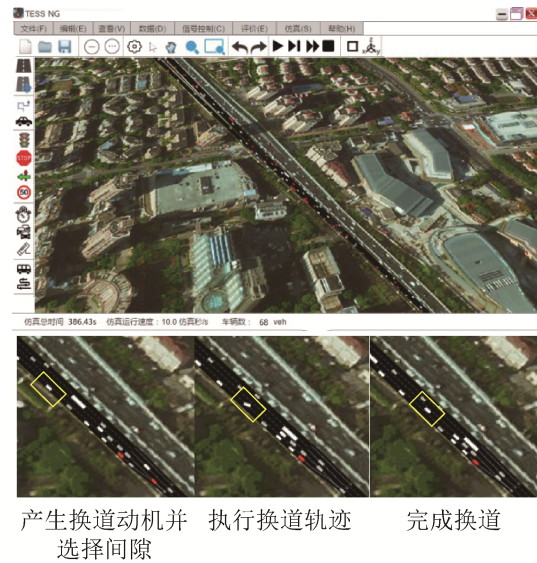 TESS NG
文件(F) 编辑(E) 查看(V) 数据(D) 信号控制(C) 评价(E) 仿真(S) 帮助(H)
STOP
50
仿真总时间 386.43s 仿真运行速度：10.0 仿真秒/s 车辆数： 68 veh
产生换道动机并 执行换道轨迹 完成换道
选择间隙